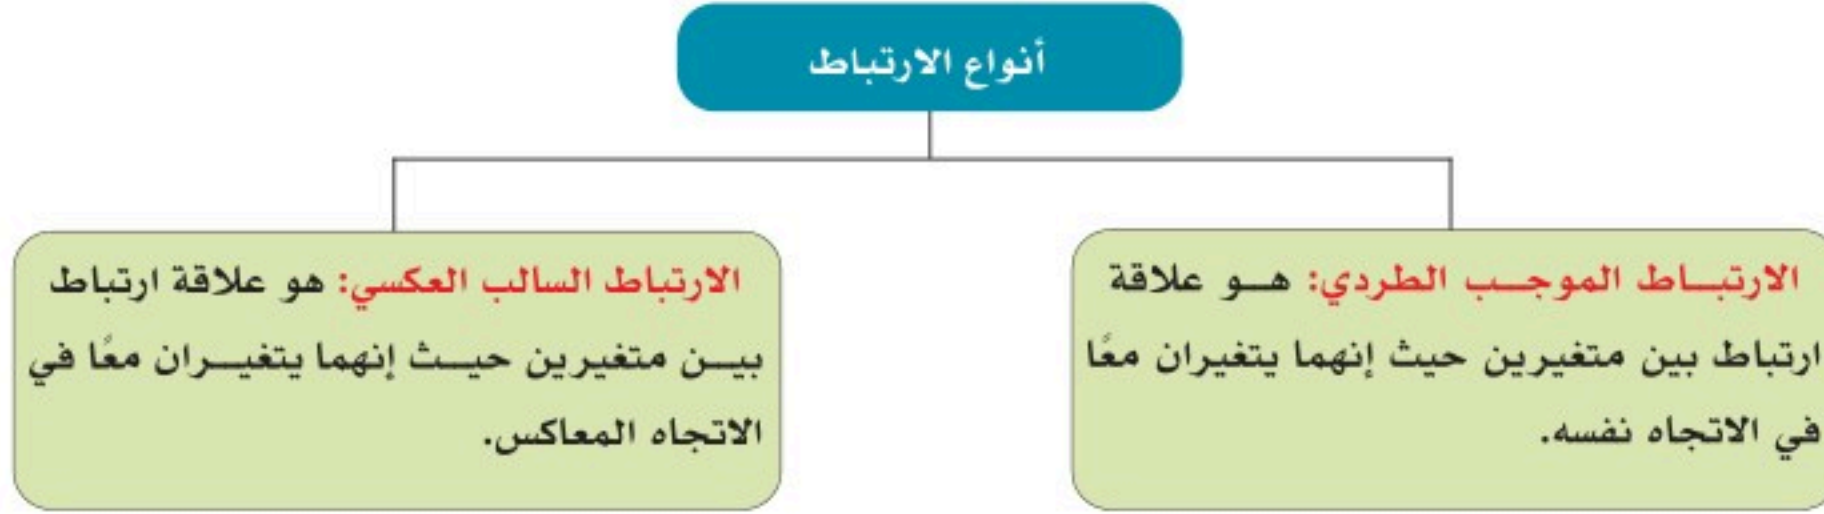 أنواع الارتباط
الارتباط الموجب الطردي: هو علاقة
ارتباط بين متغيرين حيث إنهما يتغيران معًا
في الاتجاه نفسه.
الارتباط السالب العكسي: هو علاقة ارتباط
بين متغيرين حيث إنهما يتغيران معًا في
الاتجاه المعاكس.